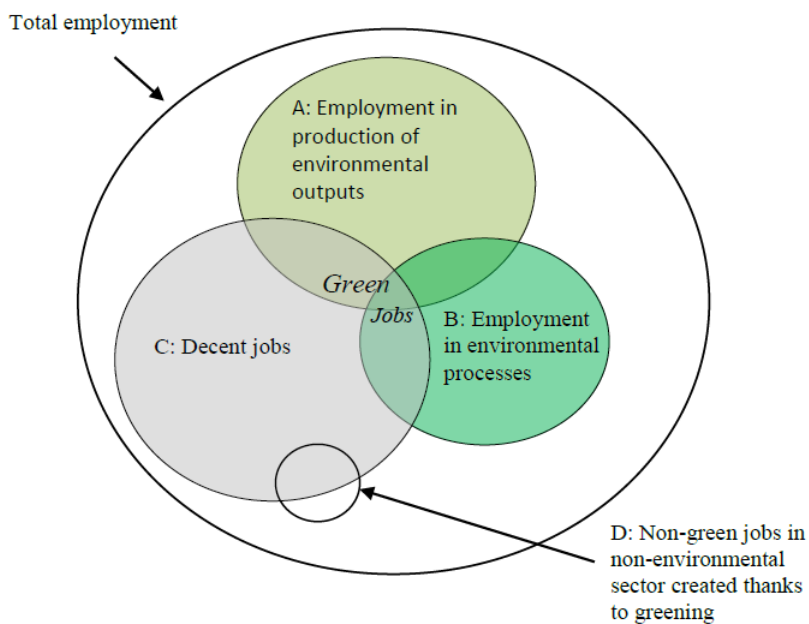 Total employment
A: Employment in
production of
environmental
outputs
Green
Jobs
B: Employment
in environmental
processes
C: Decent jobs
D: Non-green jobs in
non-environmental
sector created thanks
to greening